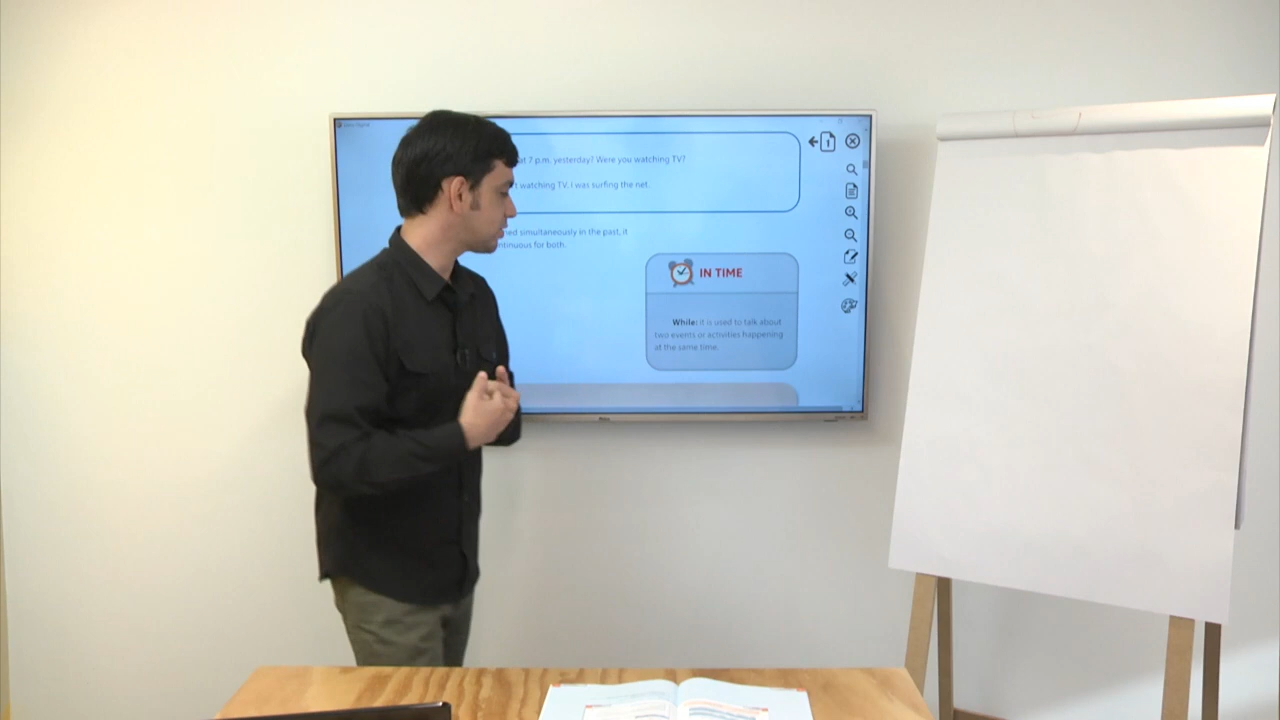 at 7 p.m. yesterday? Were you watching TV?
watching TV. I was surfing the net.
simultaneously in the past, it
for both.
IN TIME
While: it is used to talk about
two events or activities happening
at the same time.